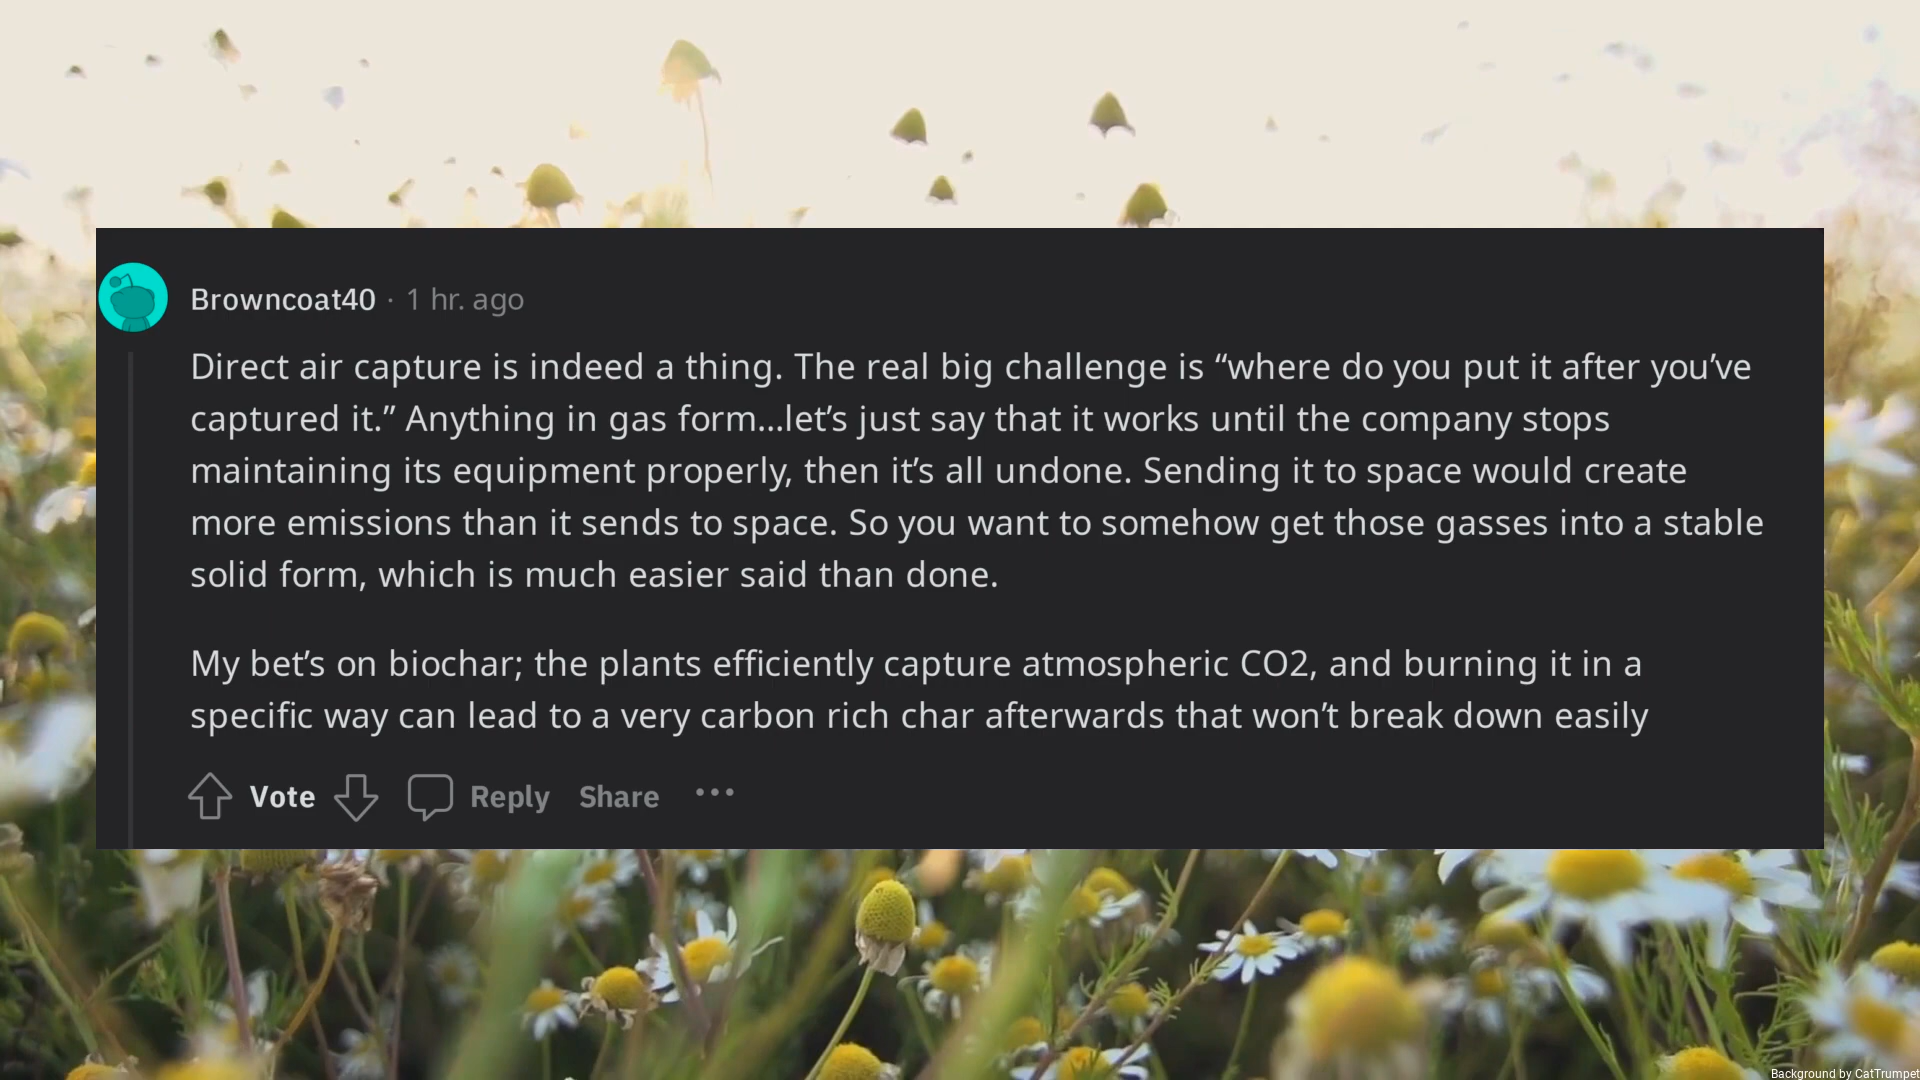 Browncoat40 · 1 hr. ago
Direct air capture is indeed a thing. The real big challenge is “where do you put it after you’ve
captured it.” Anything in gas form...let’s just say that it works until the company stops
maintaining its equipment properly, then it’s all undone. Sending it to space would create
more emissions than it sends to space. So you want to somehow get those gasses into a stable
solid form, which is much easier said than done.
My bet’s on biochar; the plants efficiently capture atmospheric CO2, and burning it in a
specific way can lead to a very carbon rich char afterwards that won’t break down easily
Vote Reply Share ...
Background by CatTrumpet